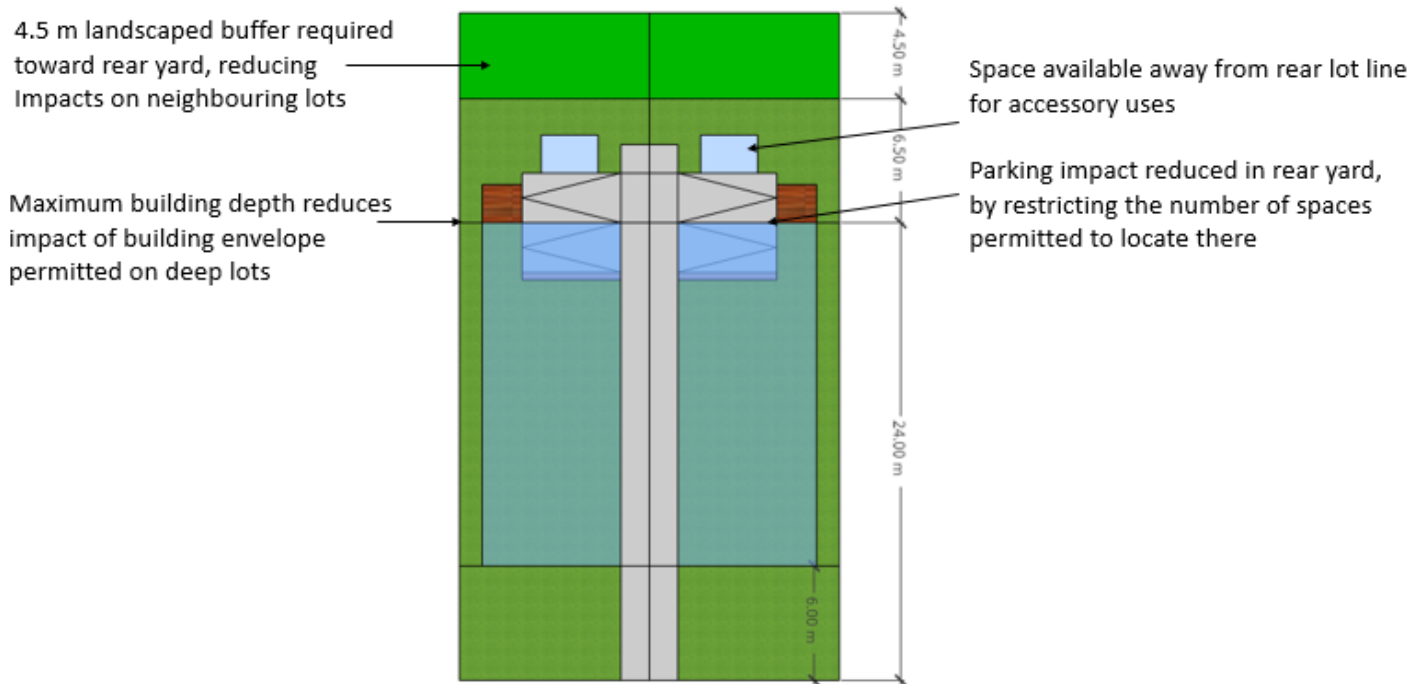 4.5 m landscaped buffer required
toward rear yard, reducing
Impacts on neighbouring lots
Maximum building depth reduces
impact of building envelope
permitted on deep lots
4.50 m
6.50 m
24.00 m
6.00 m
Space available away from rear lot line
for accessory uses
Parking impact reduced in rear yard,
by restricting the number of spaces
permitted to locate there